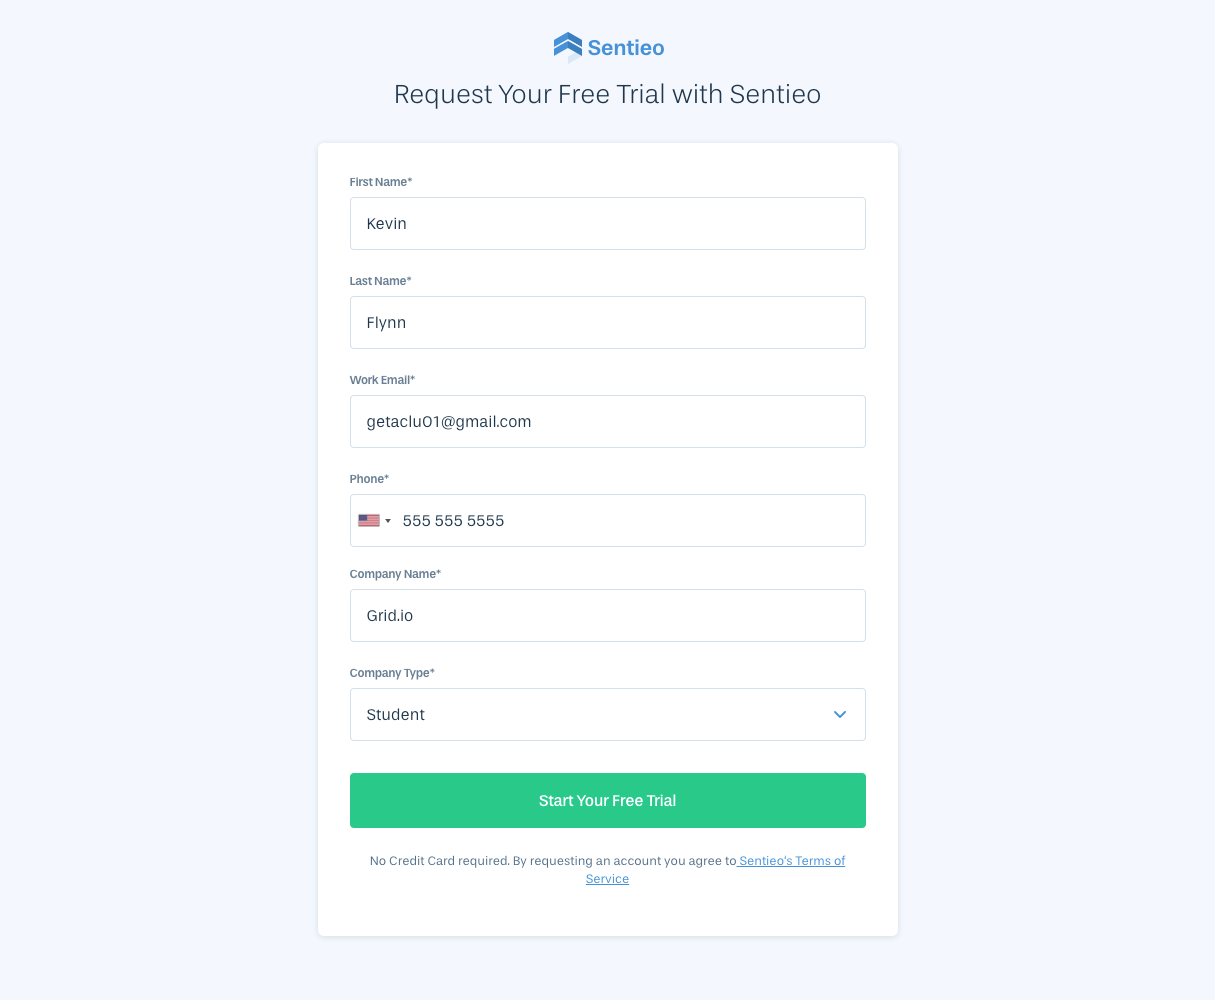 Sentieo
Request Your Free Trial with Sentieo
First Name*
Kevin
Last Name*
Flynn
Work Email*
getaclu01@gmail.com
Phone*
555 555 5555
Company Name*
Grid.io
Company Type*
Student
Start Your Free Trial
No Credit Card required. By requesting an account you agree to Sentieo's Terms of
Service